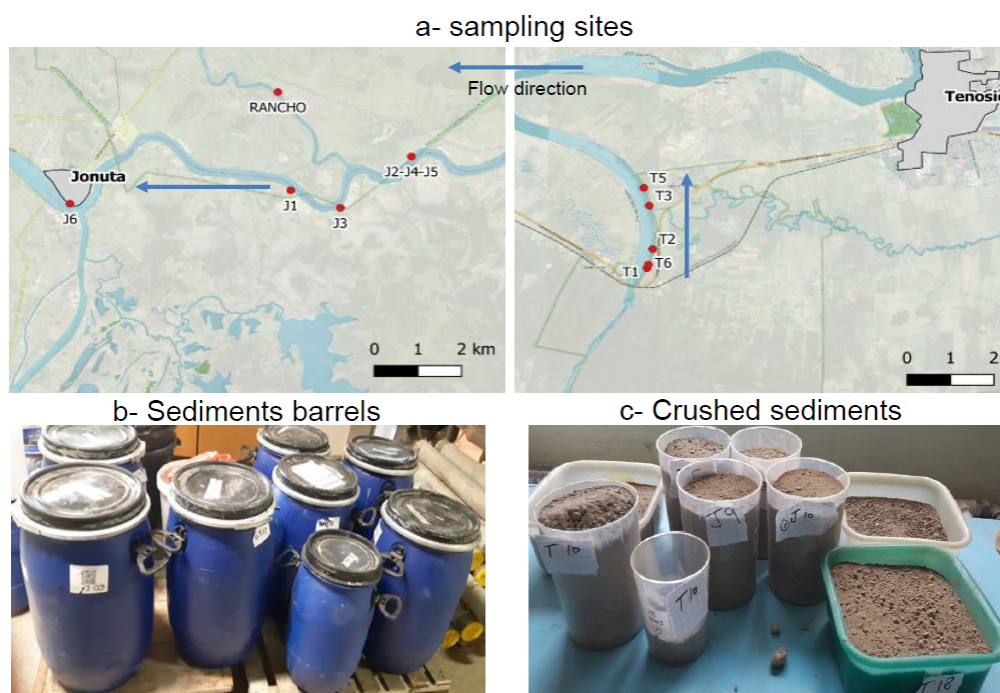 a- sampling sites
Flow direction
RANCHO
Tenosic
J2-J4-J5
Jonuta
J1
J3
J6
T5
T3
T2
T6
T1
0 1 2 km
0 1 2
b- Sediments barrels
c- Crushed sediments
J9
J10
T10
T18